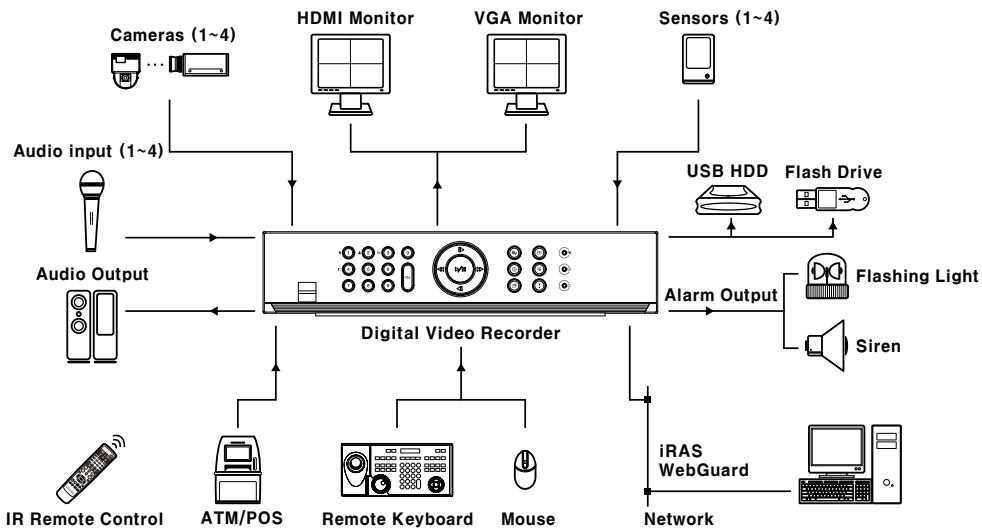 HDMI Monitor
VGA Monitor
Sensors (1~4)
Cameras (1~4)
Audio input (1~4)
USB HDD
Flash Drive
Audio Output
Flashing Light
Alarm Output
Digital Video Recorder
Siren
iRAS
WebGuard
IR Remote Control
ATM/POS
Remote Keyboard
Mouse
Network